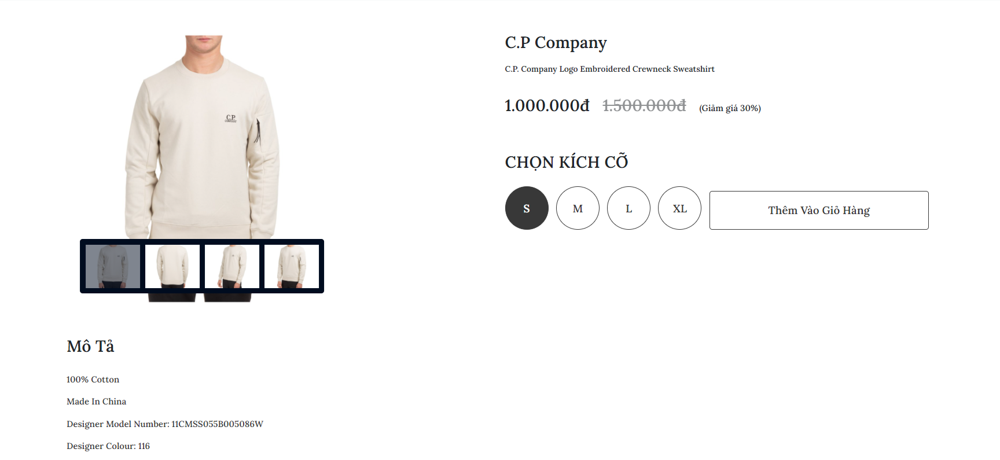 C.P
COMPANY
C.P Company
C.P. Company Logo Embroidered Crewneck Sweatshirt
1.000.000đ 1.500.000đ (Giảm giá 30%)
CHỌN KÍCH CỠ
S M L XL Thêm Vào Giỏ Hàng
Mô Tả
100% Cotton
Made In China
Designer Model Number: 11CMSS055B005086W
Designer Colour: 116